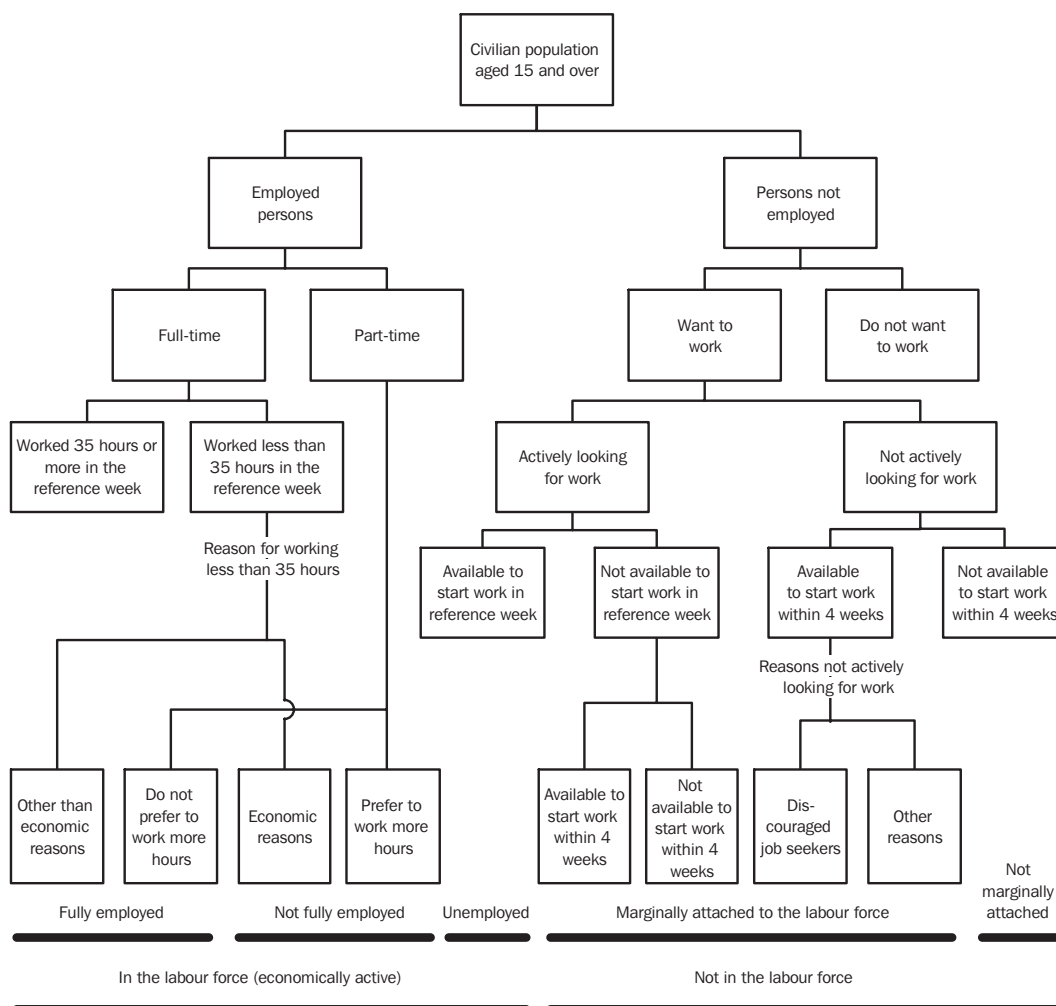 Civilian population
aged 15 and over
Employed
persons
Persons not
employed
Full-time
Part-time
Want to
work
Do not want
to work
Worked 35 hours or
more in the
reference week
Worked less than
35 hours in the
reference week
Actively looking
for work
Not actively
looking for work
Reason for working
less than 35 hours
Available to
start work in
reference week
Not available to
start work in
reference week
Available
to start work
within 4 weeks
Not available
to start work
within 4 weeks
Reasons not actively
looking for work
Other than
economic
reasons
Do not
prefer to
work more
hours
Economic
reasons
Prefer to
work more
hours
Available to
start work
within 4
weeks
Not
available to
start work
within 4
weeks
Dis-
couraged
job seekers
Other
reasons
Fully employed
Not fully employed
Unemployed
Marginally attached to the labour force
Not
marginally
attached
In the labour force (economically active)
Not in the labour force